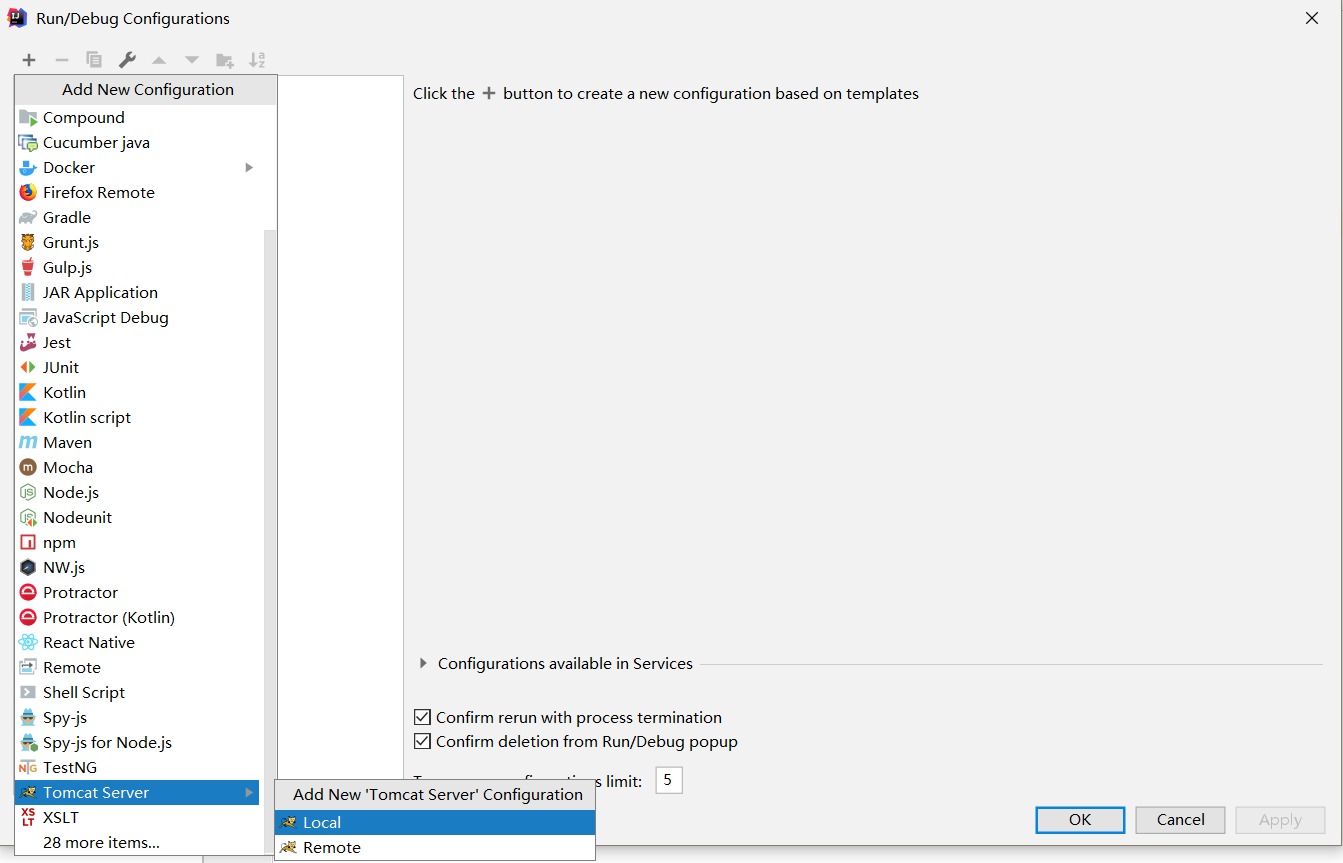 Run/Debug Configurations
Add New Configuration
Compound
Cucumber java
Docker
Firefox Remote
Gradle
Grunt.js
Gulp.js
JAR Application
JavaScript Debug
Jest
JUnit
Kotlin
Kotlin script
Maven
Mocha
Node.js
Nodeunit
npm
NW.js
Protractor
Protractor (Kotlin)
React Native
Remote
Shell Script
Spy-js
Spy-js for Node.js
TestNG
Tomcat Server
XSLT
28 more items...
Add New 'Tomcat Server' Configuration
Local
Remote
Click the + button to create a new configuration based on templates
Configurations available in Services
Confirm rerun with process termination
Confirm deletion from Run/Debug popup
limit: 5
OK Cancel Apply